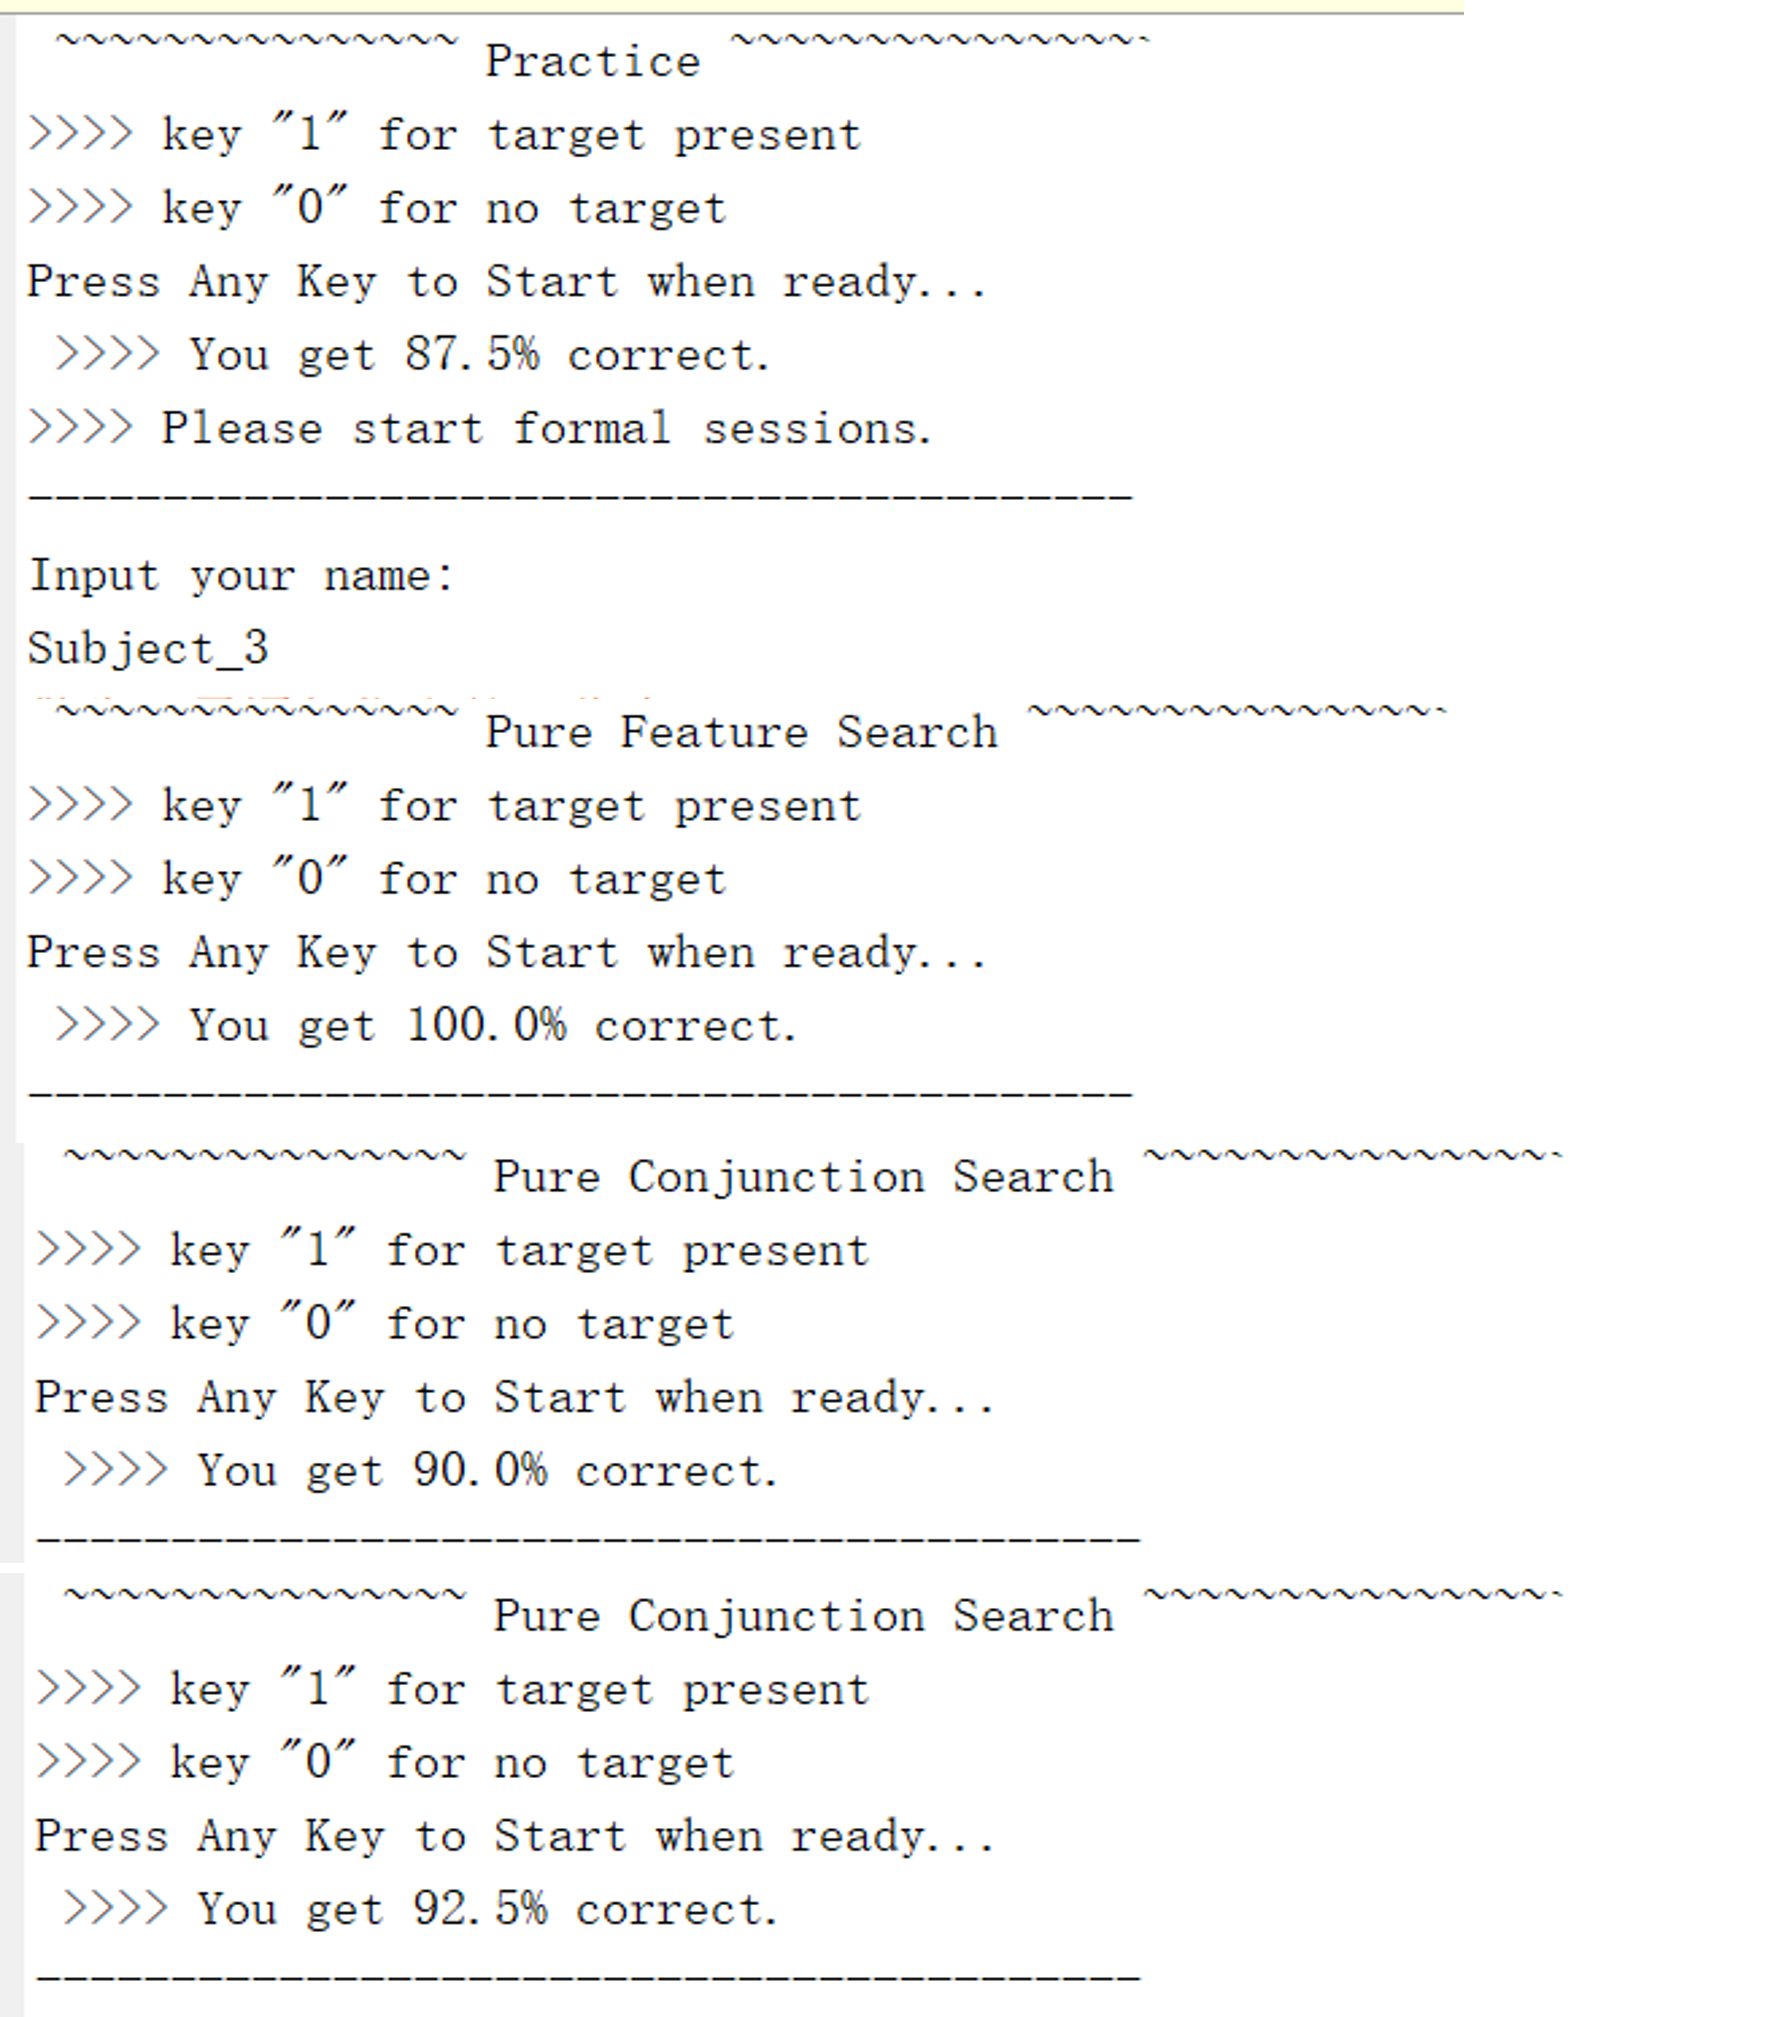 ~~~~~~~~~~~~~~~ Practice ~~~~~~~~~~~~~~~`
>>>> key "1" for target present
>>>> key "0" for no target
Press Any Key to Start when ready...
>>>> You get 87.5% correct.
>>>> Please start formal sessions.
-----------------------------------------
Input your name:
Subject_3
~~~~~~~~~~~~~~~ Pure Feature Search ~~~~~~~~~~~~~~~`
>>>> key "1" for target present
>>>> key "0" for no target
Press Any Key to Start when ready...
>>>> You get 100.0% correct.
-----------------------------------------
~~~~~~~~~~~~~~~ Pure Conjunction Search ~~~~~~~~~~~~~~~`
>>>> key "1" for target present
>>>> key "0" for no target
Press Any Key to Start when ready...
>>>> You get 90.0% correct.
-----------------------------------------
~~~~~~~~~~~~~~~ Pure Conjunction Search ~~~~~~~~~~~~~~~`
>>>> key "1" for target present
>>>> key "0" for no target
Press Any Key to Start when ready...
>>>> You get 92.5% correct.
-----------------------------------------